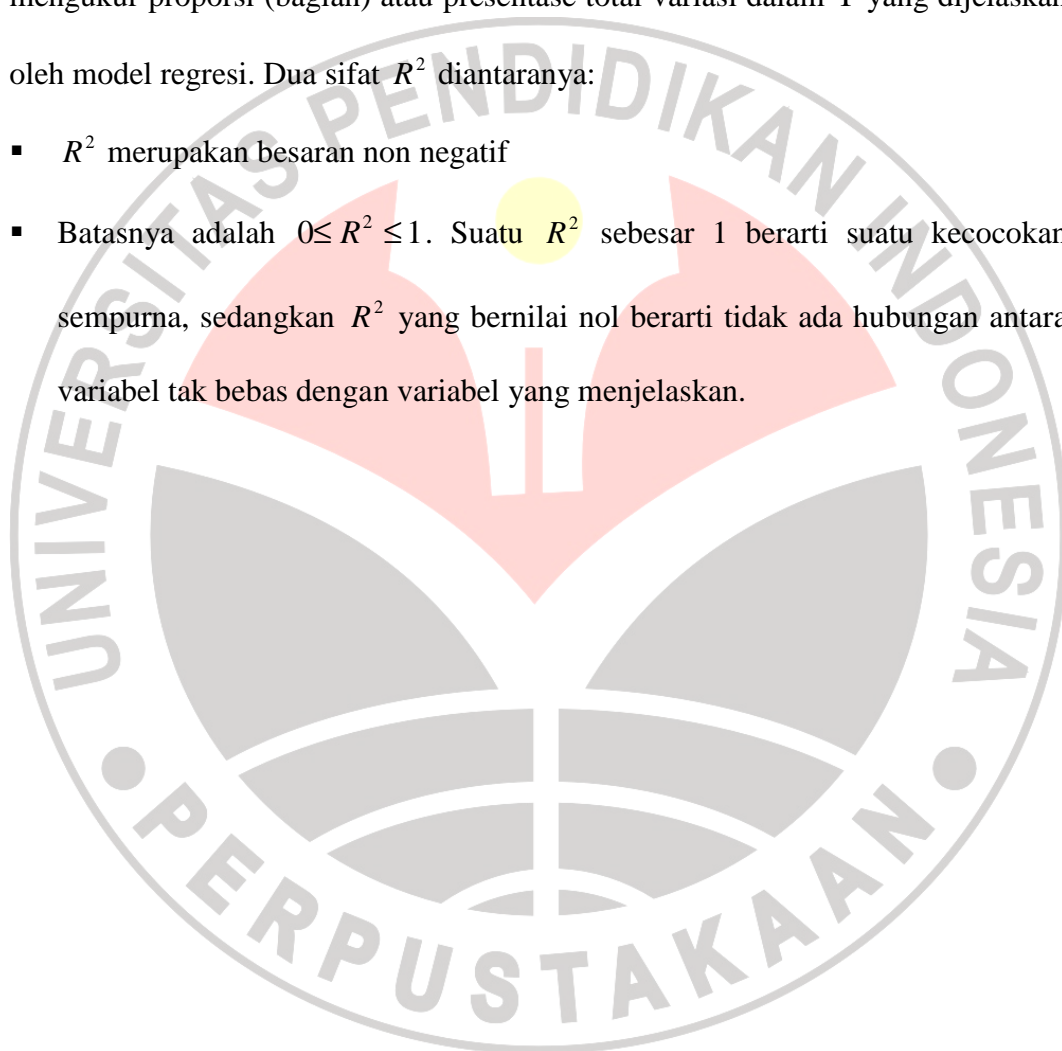 mengukur proporsi (bagian) atau presentase total variasi dalam Y yang dijelaskan
oleh model regresi. Dua sifat R² diantaranya:
▪ R² merupakan besaran non negatif
▪ Batasnya adalah 0≤ R² ≤1. Suatu R² sebesar 1 berarti suatu kecocokan
sempurna, sedangkan R² yang bernilai nol berarti tidak ada hubungan antara
variabel tak bebas dengan variabel yang menjelaskan.
UNIVERSITAS PENDIDIKAN INDONESIA
PERPUSTAKAAN